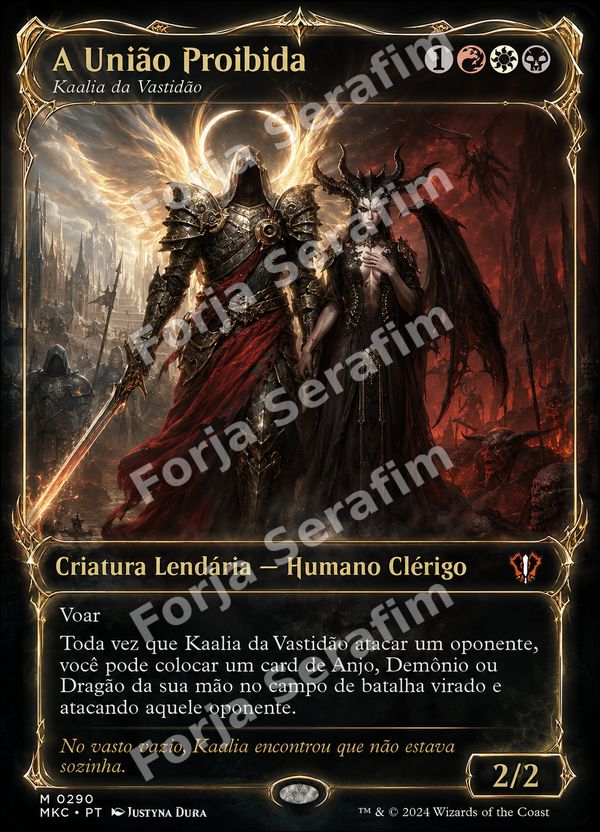 A União Proibida
1
Kaalia da Vastidão
Forja Serafim
Forja Serafim
Forja Serafim
Forja Serafim
Criatura Lendária — Humano Clérigo
Forja Serafim
Voar
Toda vez que Kaalia da Vastidão atacar um oponente,
você pode colocar um card de Anjo, Demônio ou
Dragão da sua mão no campo de batalha virado e
atacando aquele oponente.
Forja Serafim
No vasto vazio, Kaalia encontrou que não estava
sozinha.
2/2
M 0290
MKC • PT Justyna Dura
™ & © 2024 Wizards of the Coast